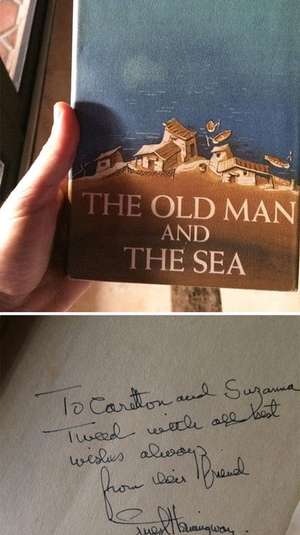 THE OLD MAN
AND
THE SEA
To Carlton and Suzanna
Tweed with all best
wishes always
from their friend
Ernest Hemingway.